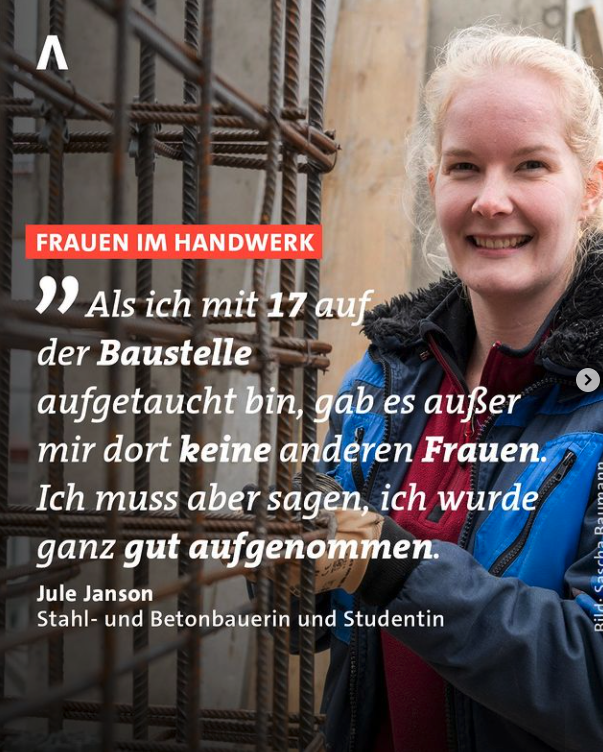 FRAUEN IM HANDWERK
”Als ich mit 17 auf
der Baustelle
aufgetaucht bin, gab es außer
mir dort keine anderen Frauen.
Ich muss aber sagen, ich wurde
ganz gut aufgenommen.
Jule Janson
Stahl- und Betonbauerin und Studentin
Bild: Sascha Baumann